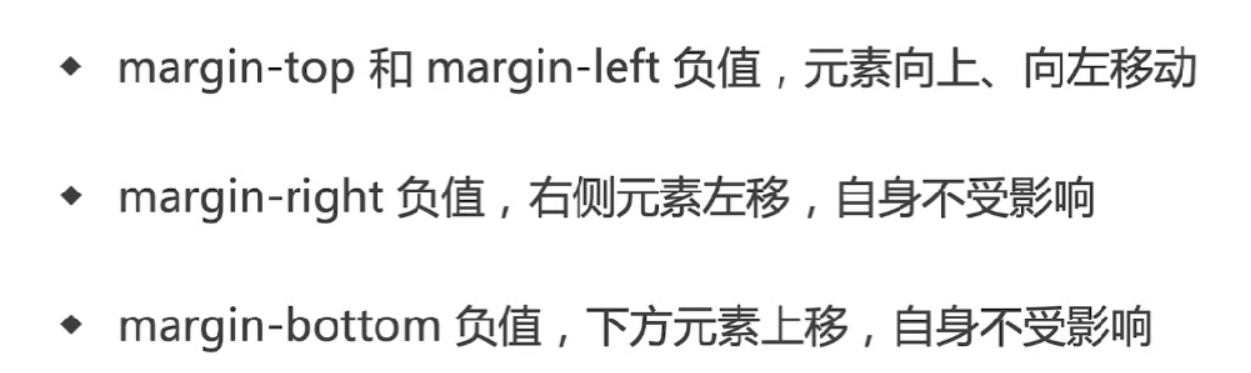 ◆ margin-top 和 margin-left 负值，元素向上、向左移动
◆ margin-right 负值，右侧元素左移，自身不受影响
◆ margin-bottom 负值，下方元素上移，自身不受影响